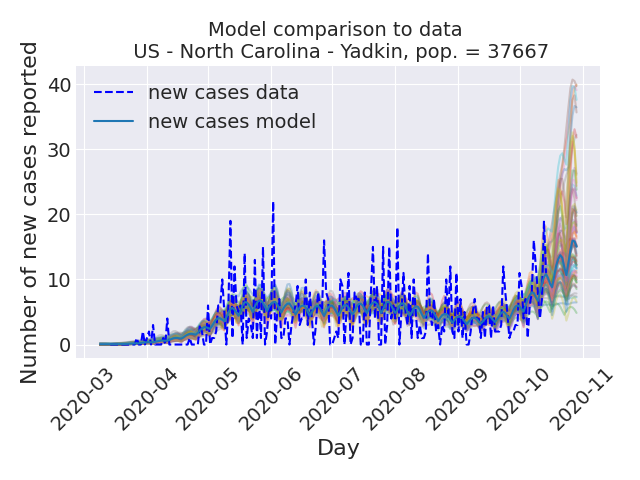 Model comparison to data
US - North Carolina - Yadkin, pop. = 37667
Number of new cases reported
40
30
20
10
0
new cases data
new cases model
2020-03
2020-04
2020-05
2020-06
2020-07
2020-08
2020-09
2020-10
2020-11
Day